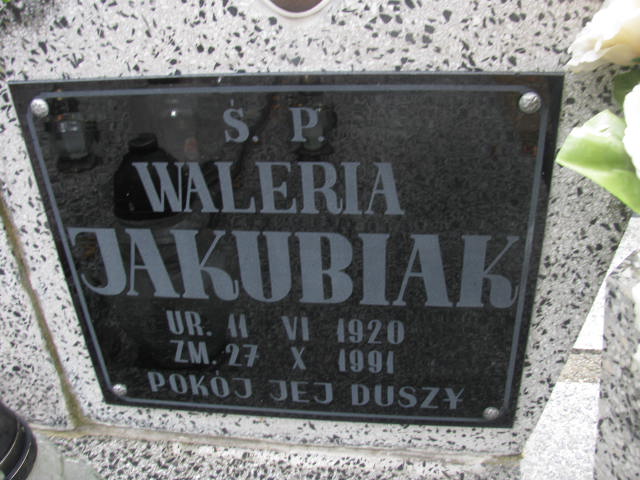 Ś. P.
WALERIA
JAKUBIAK
UR. 11 VI 1920
ZM. 27 X 1991
POKÓJ JEJ DUSZY